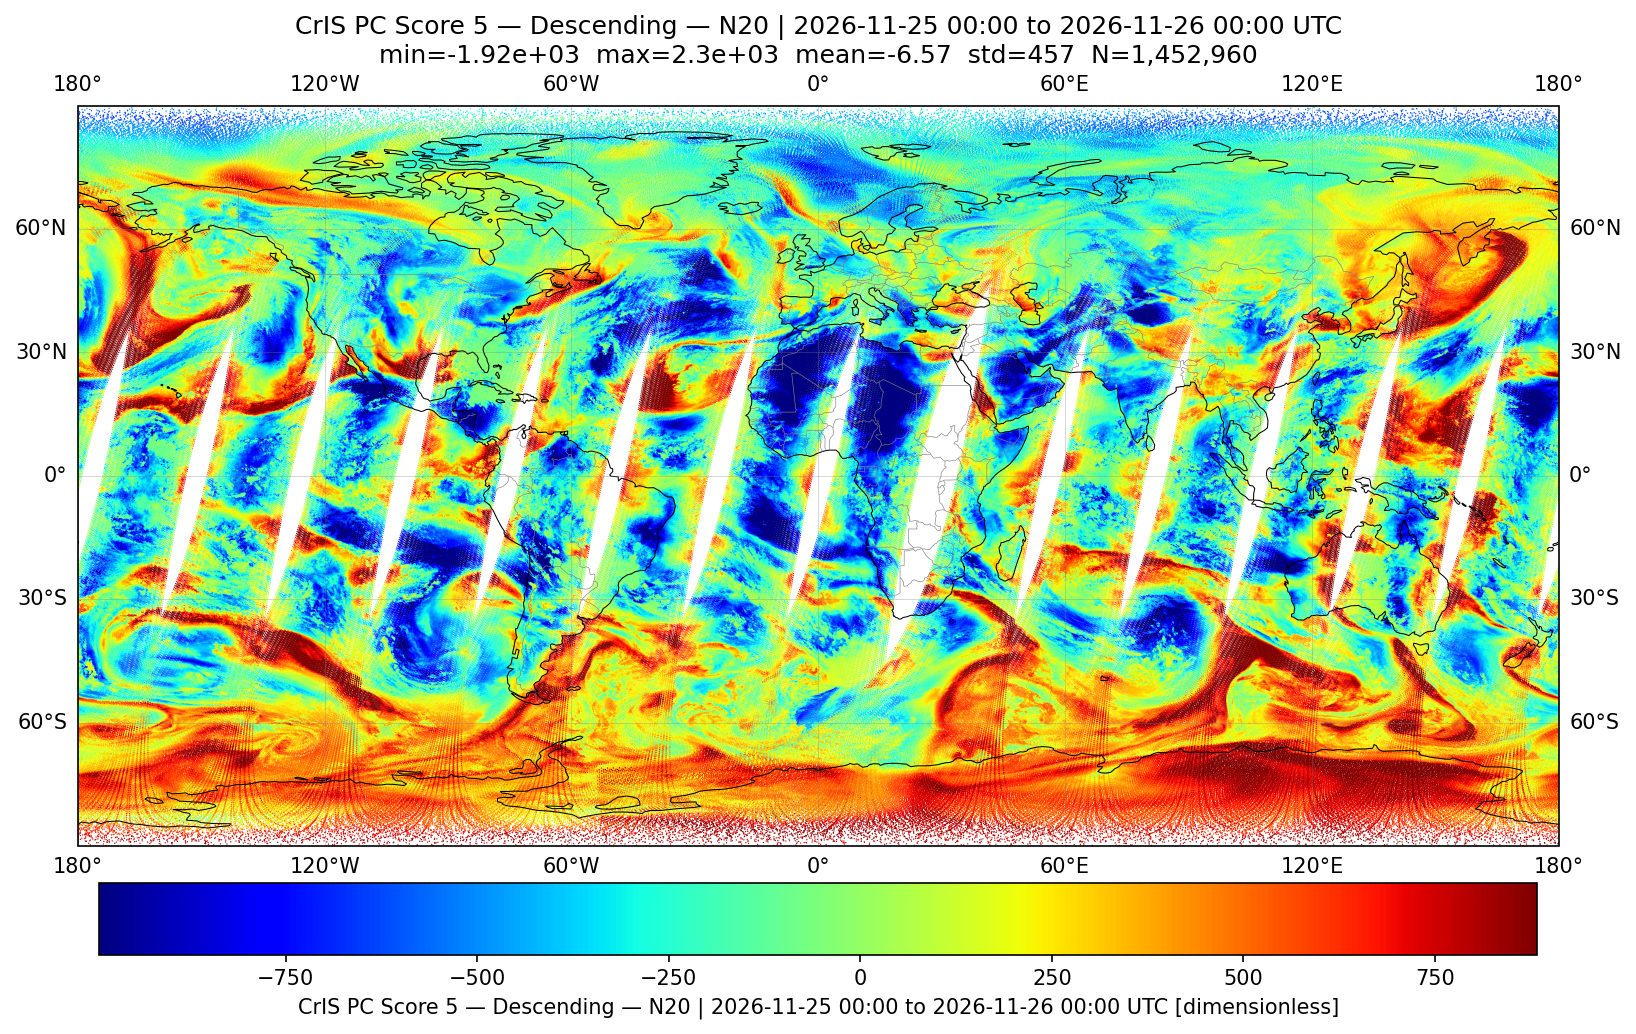 CrIS PC Score 5 — Descending — N20 | 2026-11-25 00:00 to 2026-11-26 00:00 UTC
min=-1.92e+03  max=2.3e+03  mean=-6.57  std=457  N=1,452,960
180° 120°W 60°W 0° 60°E 120°E 180°
60°N 60°N
30°N 30°N
0° 0°
30°S 30°S
60°S 60°S
180° 120°W 60°W 0° 60°E 120°E 180°
−750 −500 −250 0 250 500 750
CrIS PC Score 5 — Descending — N20 | 2026-11-25 00:00 to 2026-11-26 00:00 UTC [dimensionless]